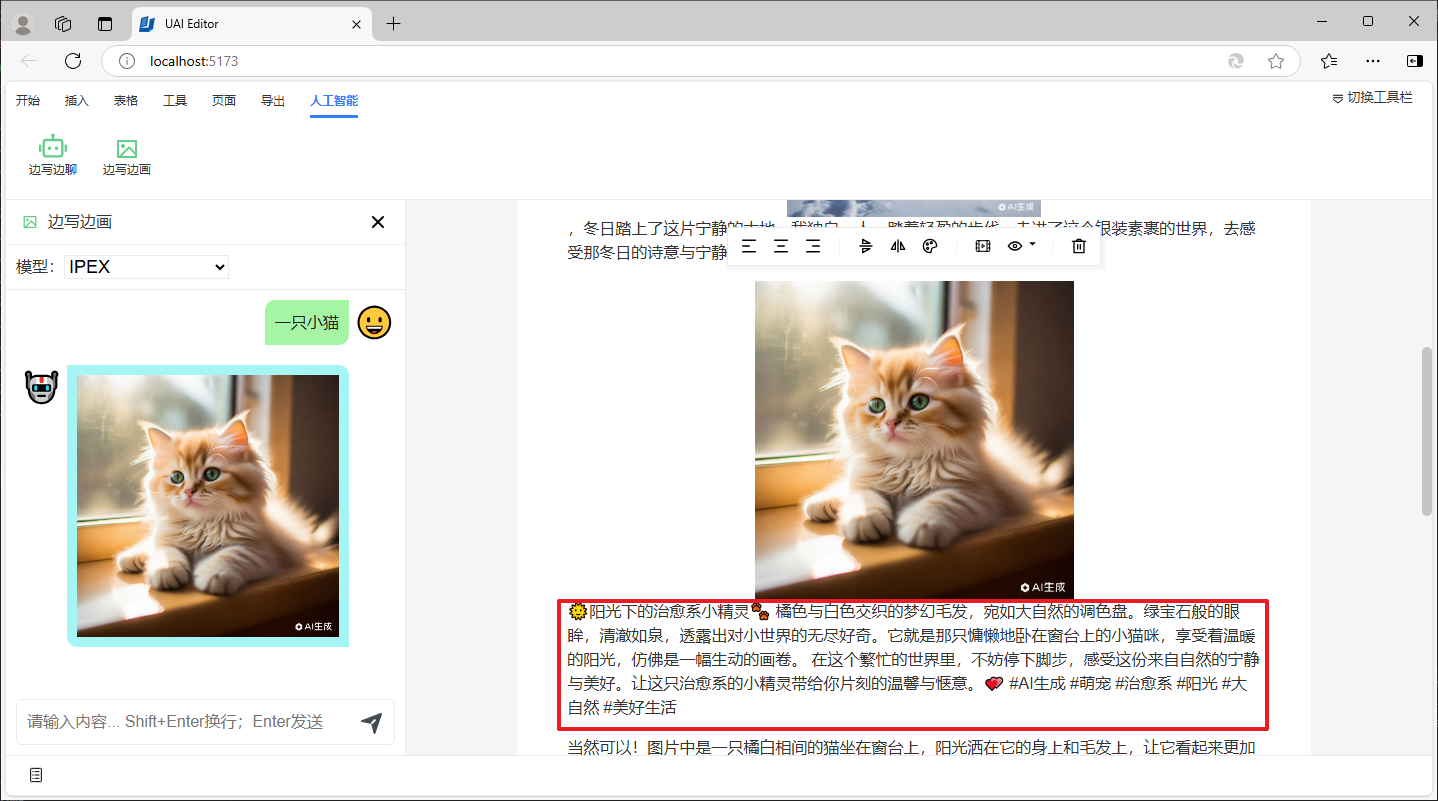 UAI Editor
localhost:5173
开始 插入 表格 工具 页面 导出 人工智能
切换工具栏
边写边聊 边写边画
边写边画
模型： IPEX
一只小猫
AI生成
请输入内容... Shift+Enter换行；Enter发送
AI生成
，冬日踏上了这片宁静的大地，我独自一人，踏着轻盈的步伐，走进了这个银装素裹的世界，去感
受那冬日的诗意与宁静
AI生成
🌞阳光下的治愈系小精灵🐾 橘色与白色交织的梦幻毛发，宛如大自然的调色盘。绿宝石般的眼
眸，清澈如泉，透露出对小世界的无尽好奇。它就是那只慵懒地卧在窗台上的小猫咪，享受着温暖
的阳光，仿佛是一幅生动的画卷。 在这个繁忙的世界里，不妨停下脚步，感受这份来自自然的宁静
与美好。让这只治愈系的小精灵带给你片刻的温馨与惬意。💕 #AI生成 #萌宠 #治愈系 #阳光 #大
自然 #美好生活
当然可以！图片中是一只橘白相间的猫坐在窗台上，阳光洒在它的身上和毛发上，让它看起来更加